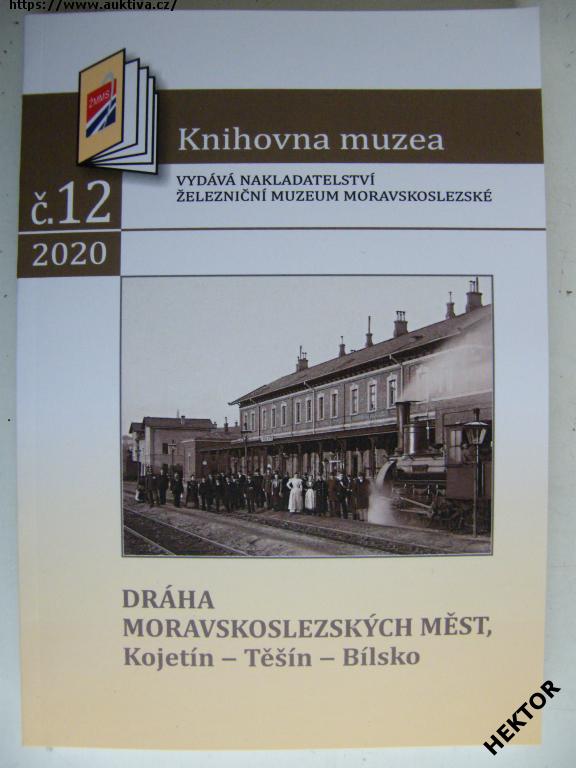 https://www.auktiva.cz/
ŽMMS
Knihovna muzea
VYDÁVÁ NAKLADATELSTVÍ
ŽELEZNIČNÍ MUZEUM MORAVSKOSLEZSKÉ
č.12
2020
DRÁHA
MORAVSKOSLEZSKÝCH MĚST,
Kojetín – Těšín – Bílsko
HEKTOR